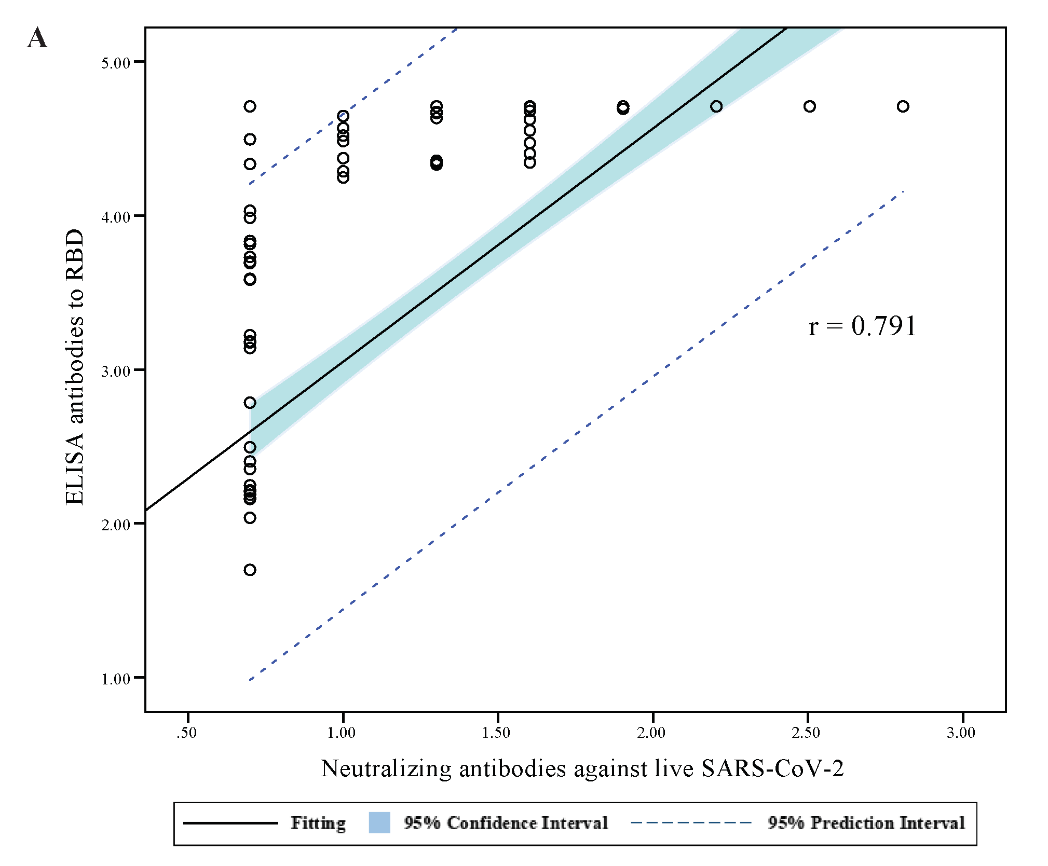 A
5.00
4.00
3.00
2.00
1.00
ELISA antibodies to RBD
r = 0.791
.50 1.00 1.50 2.00 2.50 3.00
Neutralizing antibodies against live SARS-CoV-2
Fitting 95% Confidence Interval 95% Prediction Interval